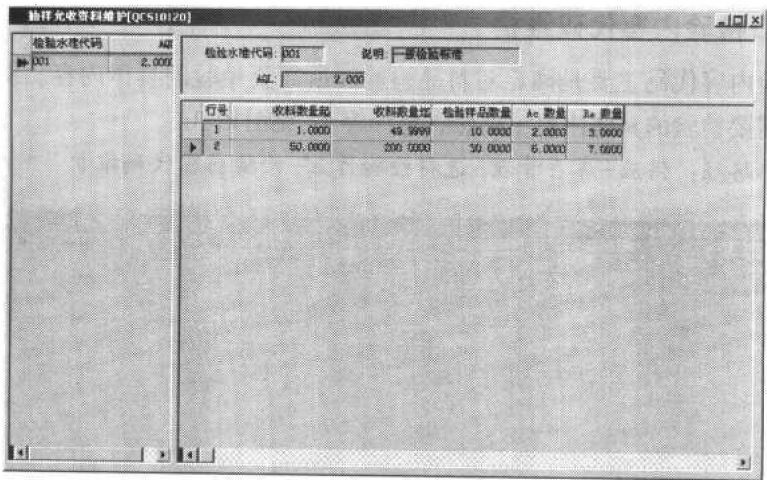 抽样允收资料维护[QCS10120]
检验水准代码 AQL
001 2.000
检验水准代码: 001 说明: 一般检验标准
AQL: 2.000
行号 收料数量起 收料数量迄 检验样品数量 Ac 数量 Re 数量
1 1.0000 49.9999 10.0000 2.0000 3.0000
2 50.0000 200.0000 30.0000 6.0000 7.0000